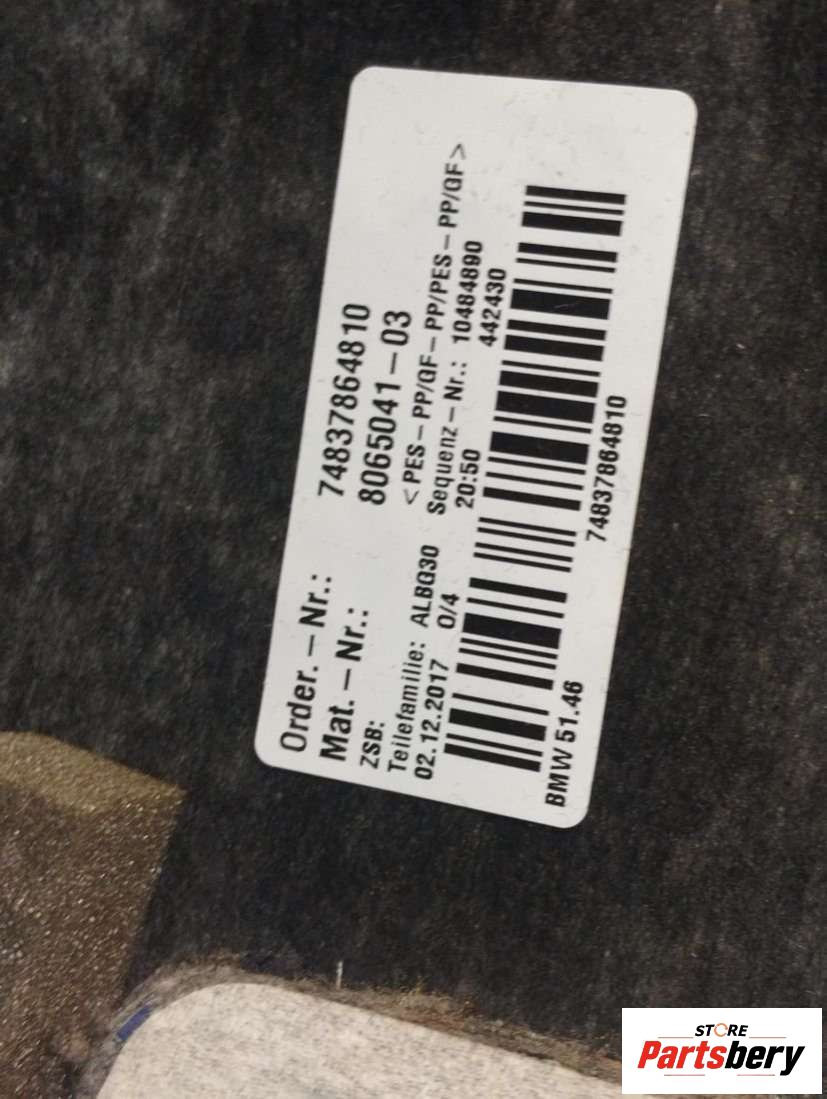 Order.-Nr.: 74837864810
Mat.-Nr.: 8065041-03
ZSB: <PES-PP/GF-PP/PES-PP/GF>
Teilefamilie: ALBG30 Sequenz-Nr.: 10484890
02.12.2017 0/4 20:50 442430
74837864810
BMW 51.46
STORE
Partsbery